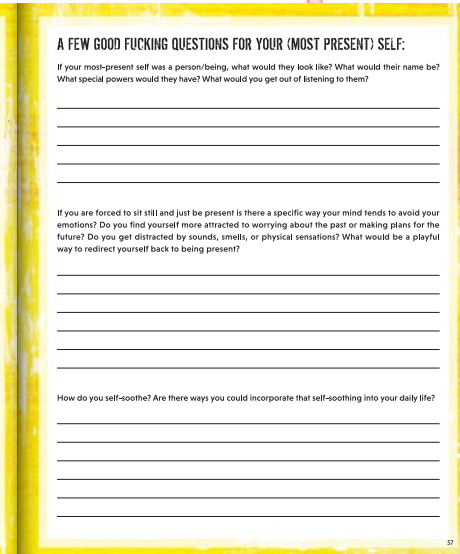 A FEW GOOD FUCKING QUESTIONS FOR YOUR (MOST PRESENT) SELF:
If your most-present self was a person/being, what would they look like? What would their name be?
What special powers would they have? What would you get out of listening to them?
If you are forced to sit still and just be present is there a specific way your mind tends to avoid your
emotions? Do you find yourself more attracted to worrying about the past or making plans for the
future? Do you get distracted by sounds, smells, or physical sensations? What would be a playful
way to redirect yourself back to being present?
How do you self-soothe? Are there ways you could incorporate that self-soothing into your daily life?
57